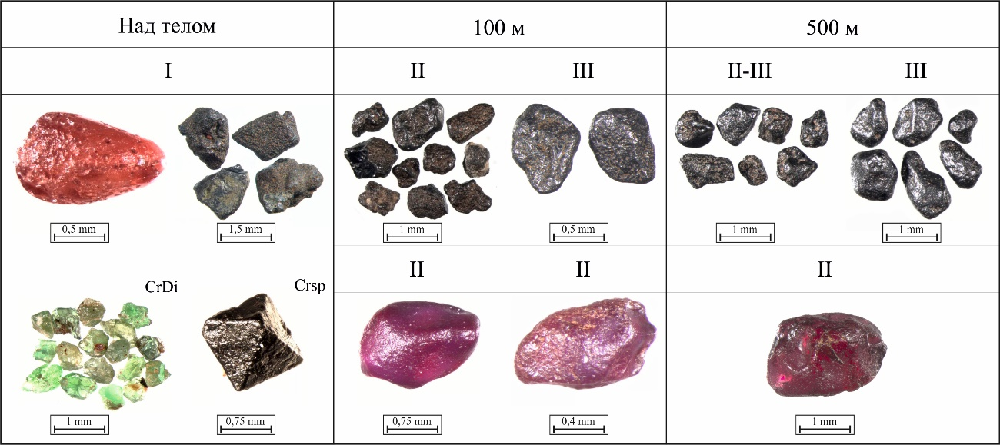 Над телом
100 м
500 м
I
II
III
II-III
III
0,5 mm
1,5 mm
1 mm
0,5 mm
1 mm
1 mm
II
II
II
CrDi
Crsp
1 mm
0,75 mm
0,75 mm
0,4 mm
1 mm